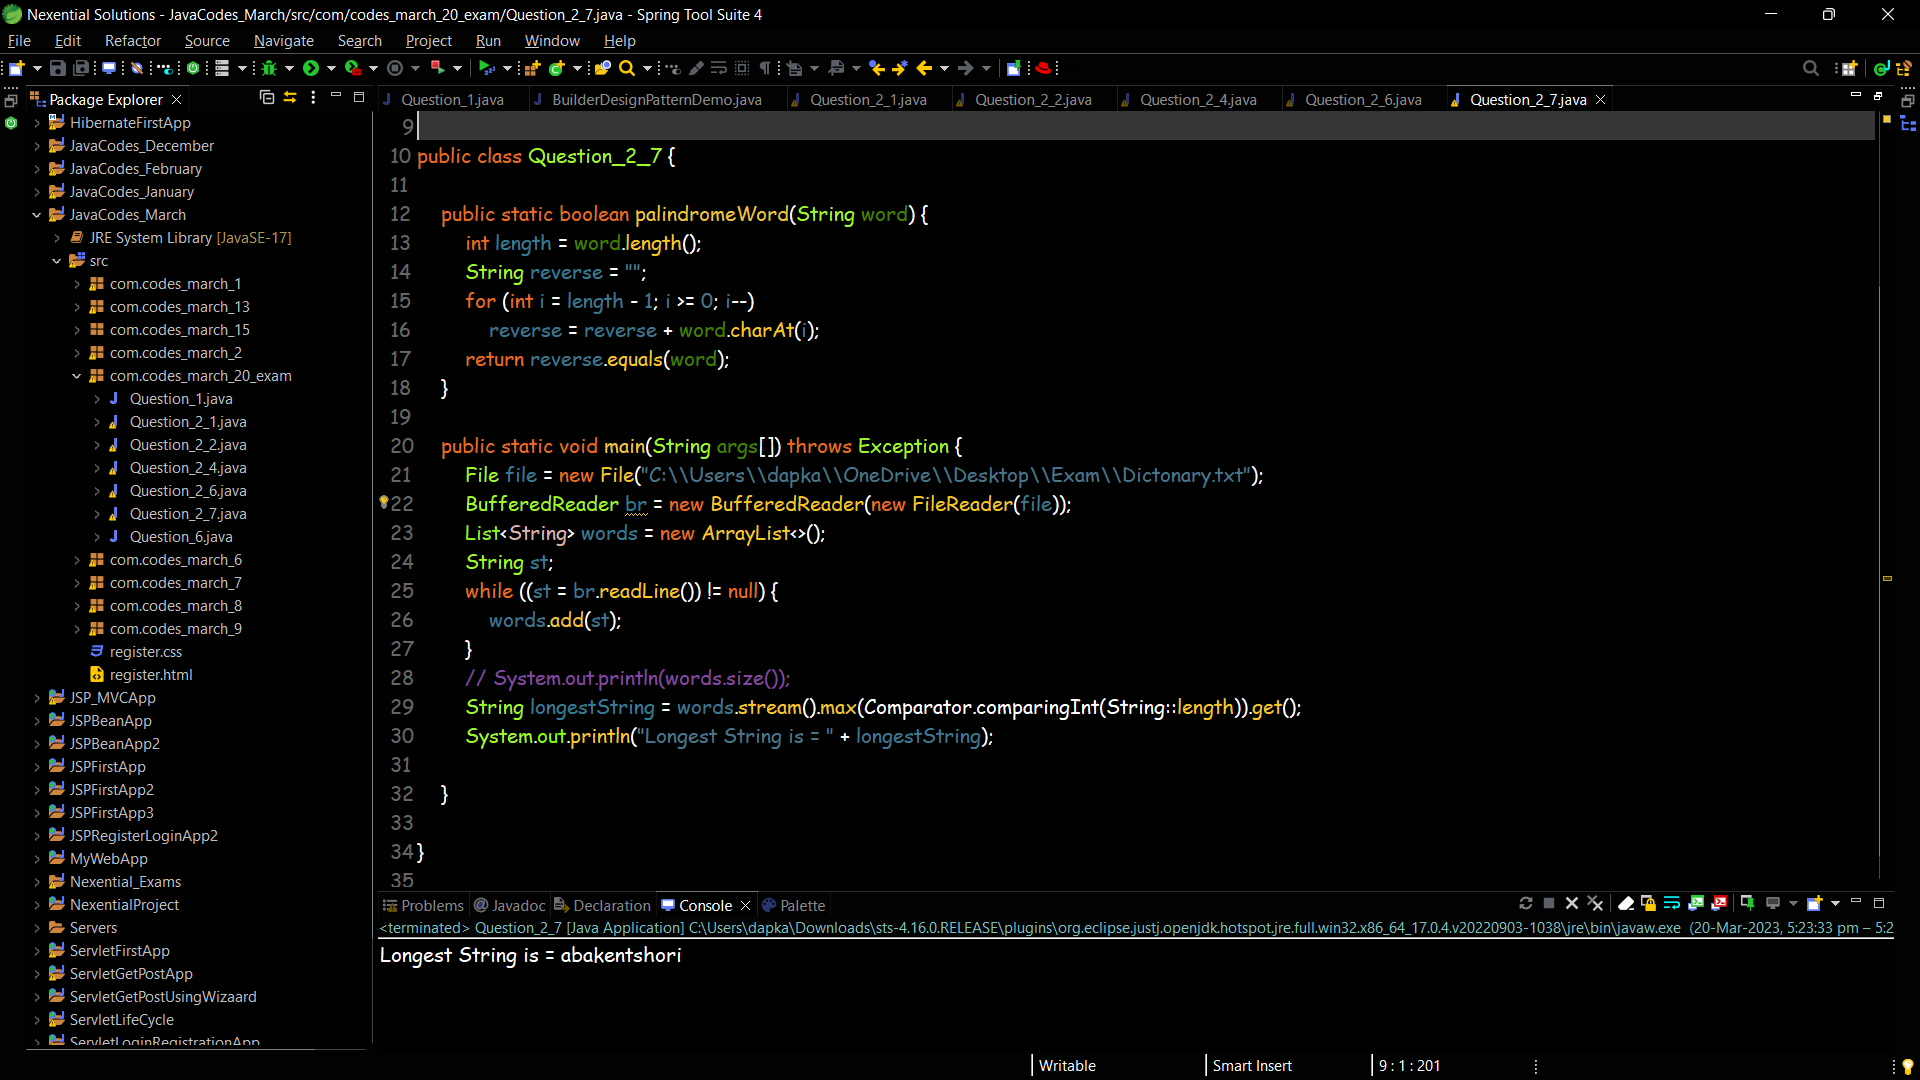 Nexential Solutions - JavaCodes_March/src/com/codes_march_20_exam/Question_2_7.java - Spring Tool Suite 4
File Edit Refactor Source Navigate Search Project Run Window Help
Package Explorer
Question_1.java BuilderDesignPatternDemo.java Question_2_1.java Question_2_2.java Question_2_4.java Question_2_6.java Question_2_7.java
HibernateFirstApp
JavaCodes_December
JavaCodes_February
JavaCodes_January
JavaCodes_March
JRE System Library [JavaSE-17]
src
com.codes_march_1
com.codes_march_13
com.codes_march_15
com.codes_march_2
com.codes_march_20_exam
Question_1.java
Question_2_1.java
Question_2_2.java
Question_2_4.java
Question_2_6.java
Question_2_7.java
Question_6.java
com.codes_march_6
com.codes_march_7
com.codes_march_8
com.codes_march_9
register.css
register.html
JSP_MVCApp
JSPBeanApp
JSPBeanApp2
JSPFirstApp
JSPFirstApp2
JSPFirstApp3
JSPRegisterLoginApp2
MyWebApp
Nexential_Exams
NexentialProject
Servers
ServletFirstApp
ServletGetPostApp
ServletGetPostUsingWizaard
ServletLifeCycle
ServletLoginRegistrationApp
9
10 public class Question_2_7 {
11
12 public static boolean palindromeWord(String word) {
13 int length = word.length();
14 String reverse = "";
15 for (int i = length - 1; i >= 0; i--)
16 reverse = reverse + word.charAt(i);
17 return reverse.equals(word);
18 }
19
20 public static void main(String args[]) throws Exception {
21 File file = new File("C:\\Users\\dapka\\OneDrive\\Desktop\\Exam\\Dictonary.txt");
22 BufferedReader br = new BufferedReader(new FileReader(file));
23 List<String> words = new ArrayList<>();
24 String st;
25 while ((st = br.readLine()) != null) {
26 words.add(st);
27 }
28 // System.out.println(words.size());
29 String longestString = words.stream().max(Comparator.comparingInt(String::length)).get();
30 System.out.println("Longest String is = " + longestString);
31
32 }
33
34 }
35
Problems Javadoc Declaration Console Palette
<terminated> Question_2_7 [Java Application] C:\Users\dapka\Downloads\sts-4.16.0.RELEASE\plugins\org.eclipse.justj.openjdk.hotspot.jre.full.win32.x86_64_17.0.4.v20220903-1038\jre\bin\javaw.exe (20-Mar-2023, 5:23:33 pm – 5:2
Longest String is = abakentshori
Writable Smart Insert 9 : 1 : 201